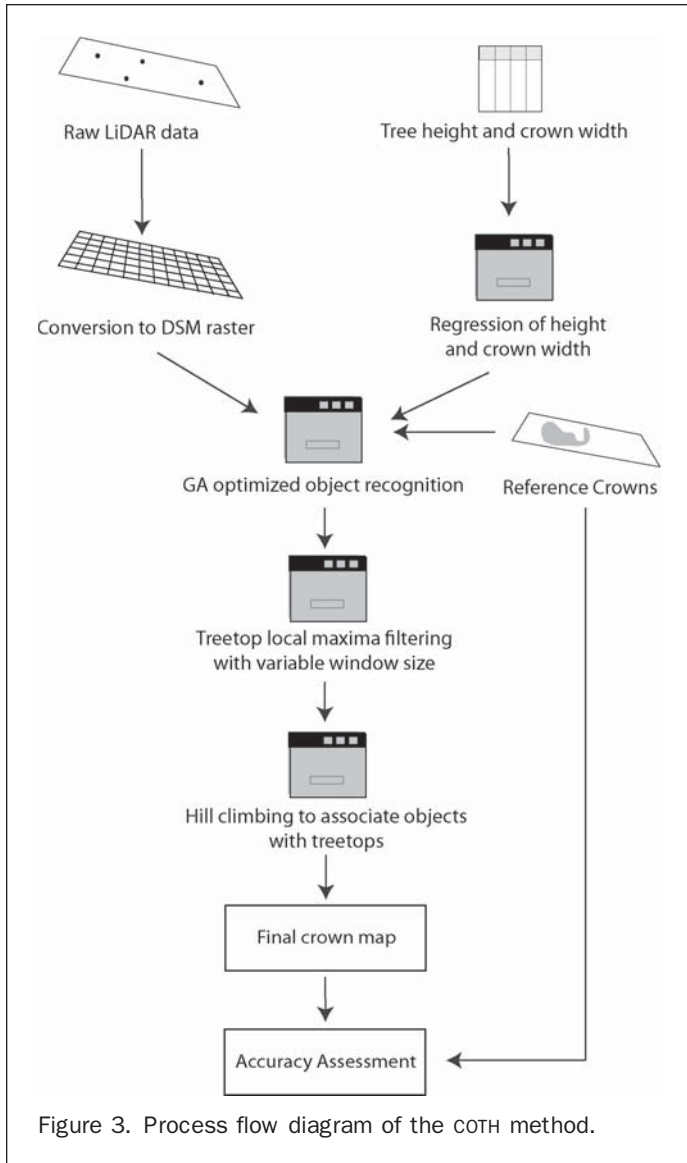 Raw LiDAR data
Tree height and crown width
Conversion to DSM raster
Regression of height
and crown width
GA optimized object recognition
Reference Crowns
Treetop local maxima filtering
with variable window size
Hill climbing to associate objects
with treetops
Final crown map
Accuracy Assessment
Figure 3. Process flow diagram of the COTH method.